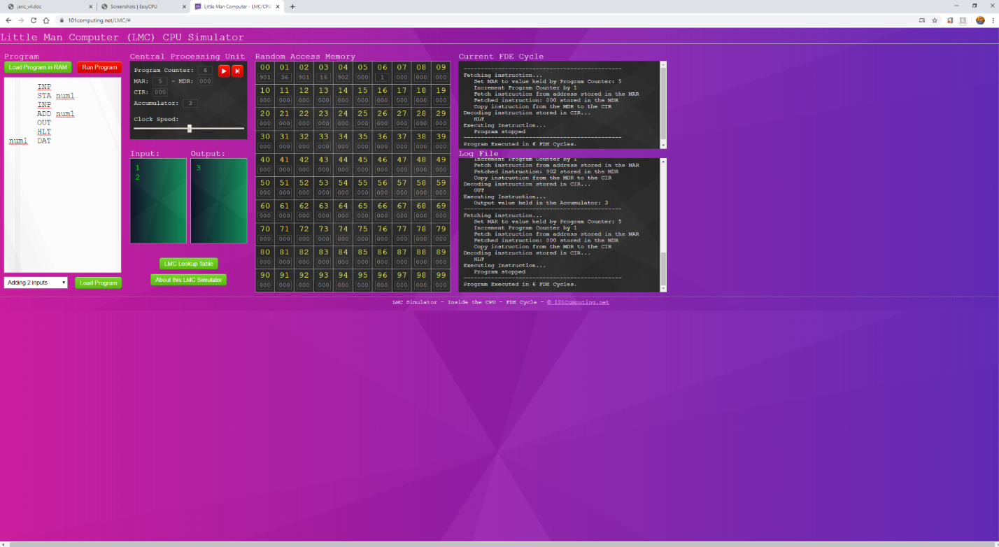 jeric_v4.doc
Screenshots | EasyCPU
Little Man Computer - LMC/CPU
101computing.net/LMC/#
Little Man Computer (LMC) CPU Simulator
Program
Load Program in RAM Run Program
INP
STA num1
INP
ADD num1
OUT
HLT
num1 DAT
Adding 2 inputs Load Program
Central Processing Unit
Program Counter: 6
MAR: 5 - MDR: 000
CIR: 000
Accumulator: 3
Clock Speed:
Input: Output:
1 3
2
LMC Lookup Table
About this LMC Simulator
Random Access Memory
00 01 02 03 04 05 06 07 08 09
901 36 901 16 902 000 1 000 000 000
10 11 12 13 14 15 16 17 18 19
000 000 000 000 000 000 000 000 000 000
20 21 22 23 24 25 26 27 28 29
000 000 000 000 000 000 000 000 000 000
30 31 32 33 34 35 36 37 38 39
000 000 000 000 000 000 000 000 000 000
40 41 42 43 44 45 46 47 48 49
000 000 000 000 000 000 000 000 000 000
50 51 52 53 54 55 56 57 58 59
000 000 000 000 000 000 000 000 000 000
60 61 62 63 64 65 66 67 68 69
000 000 000 000 000 000 000 000 000 000
70 71 72 73 74 75 76 77 78 79
000 000 000 000 000 000 000 000 000 000
80 81 82 83 84 85 86 87 88 89
000 000 000 000 000 000 000 000 000 000
90 91 92 93 94 95 96 97 98 99
000 000 000 000 000 000 000 000 000 000
Current FDE Cycle
----------------------------------------------
Fetching instruction...
Set MAR to value held by Program Counter: 5
Increment Program Counter by 1
Fetch instruction from address stored in the MAR
Fetched instruction: 000 stored in the MDR
Copy instruction from the MDR to the CIR
Decoding instruction stored in CIR...
HLT
Executing Instruction...
Program stopped
----------------------------------------------
Program Executed in 6 FDE Cycles.
Log File
Increment Program Counter by 1
Fetch instruction from address stored in the MAR
Fetched instruction: 902 stored in the MDR
Copy instruction from the MDR to the CIR
Decoding instruction stored in CIR...
OUT
Executing Instruction...
Output value held in the Accumulator: 3
----------------------------------------------
Fetching instruction...
Set MAR to value held by Program Counter: 5
Increment Program Counter by 1
Fetch instruction from address stored in the MAR
Fetched instruction: 000 stored in the MDR
Copy instruction from the MDR to the CIR
Decoding instruction stored in CIR...
HLT
Executing Instruction...
Program stopped
----------------------------------------------
Program Executed in 6 FDE Cycles.
LMC Simulator - Inside the CPU - FDE Cycle - © 101Computing.net